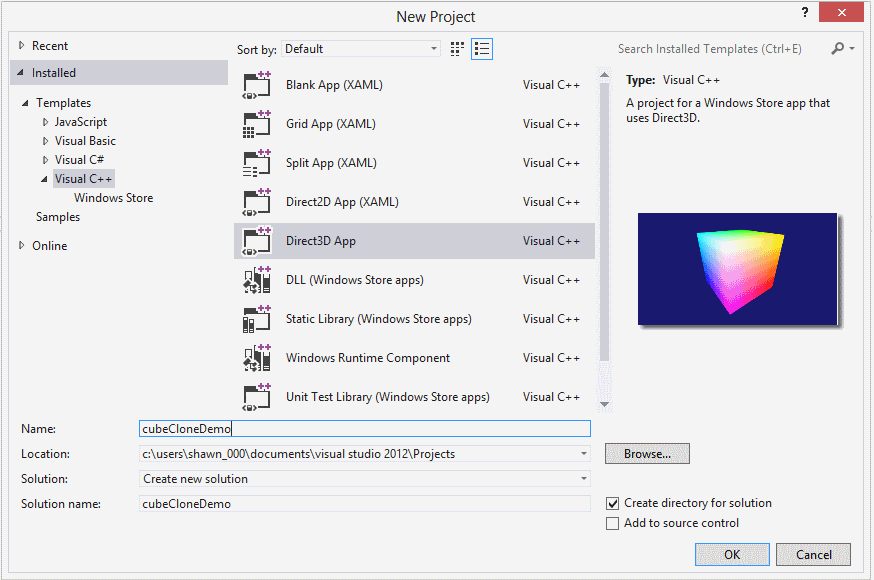 New Project
?
Recent
Installed
Templates
JavaScript
Visual Basic
Visual C#
Visual C++
Windows Store
Samples
Online
Sort by: Default
Blank App (XAML) Visual C++
Grid App (XAML) Visual C++
Split App (XAML) Visual C++
Direct2D App (XAML) Visual C++
Direct3D App Visual C++
DLL (Windows Store apps) Visual C++
Static Library (Windows Store apps) Visual C++
Windows Runtime Component Visual C++
Unit Test Library (Windows Store apps) Visual C++
Search Installed Templates (Ctrl+E)
Type: Visual C++
A project for a Windows Store app that
uses Direct3D.
Name: cubeCloneDemo
Location: c:\users\shawn_000\documents\visual studio 2012\Projects
Browse...
Solution: Create new solution
Solution name: cubeCloneDemo
Create directory for solution
Add to source control
OK Cancel